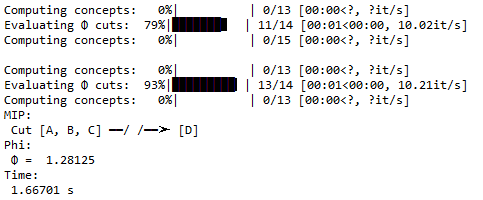 Computing concepts:   0%|          | 0/13 [00:00<?, ?it/s]
Evaluating Φ cuts:  79%|███████▊  | 11/14 [00:01<00:00, 10.02it/s]
Computing concepts:   0%|          | 0/15 [00:00<?, ?it/s]
Computing concepts:   0%|          | 0/13 [00:00<?, ?it/s]
Evaluating Φ cuts:  93%|█████████▎| 13/14 [00:01<00:00, 10.21it/s]
Computing concepts:   0%|          | 0/13 [00:00<?, ?it/s]
MIP:
Cut [A, B, C] ━━/ /━━➤ [D]
Phi:
Φ =  1.28125
Time:
1.66701 s